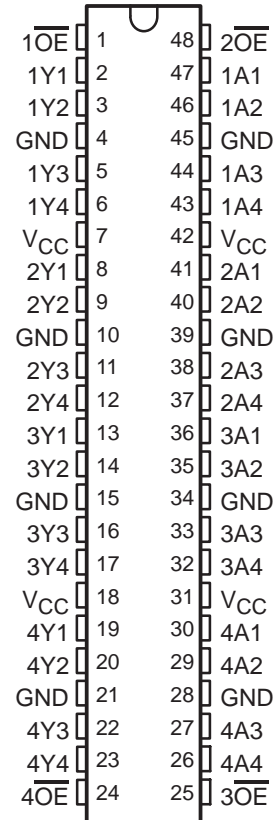 1O̅E̅ 1 48 2O̅E̅
1Y1 2 47 1A1
1Y2 3 46 1A2
GND 4 45 GND
1Y3 5 44 1A3
1Y4 6 43 1A4
VCC 7 42 VCC
2Y1 8 41 2A1
2Y2 9 40 2A2
GND 10 39 GND
2Y3 11 38 2A3
2Y4 12 37 2A4
3Y1 13 36 3A1
3Y2 14 35 3A2
GND 15 34 GND
3Y3 16 33 3A3
3Y4 17 32 3A4
VCC 18 31 VCC
4Y1 19 30 4A1
4Y2 20 29 4A2
GND 21 28 GND
4Y3 22 27 4A3
4Y4 23 26 4A4
4O̅E̅ 24 25 3O̅E̅